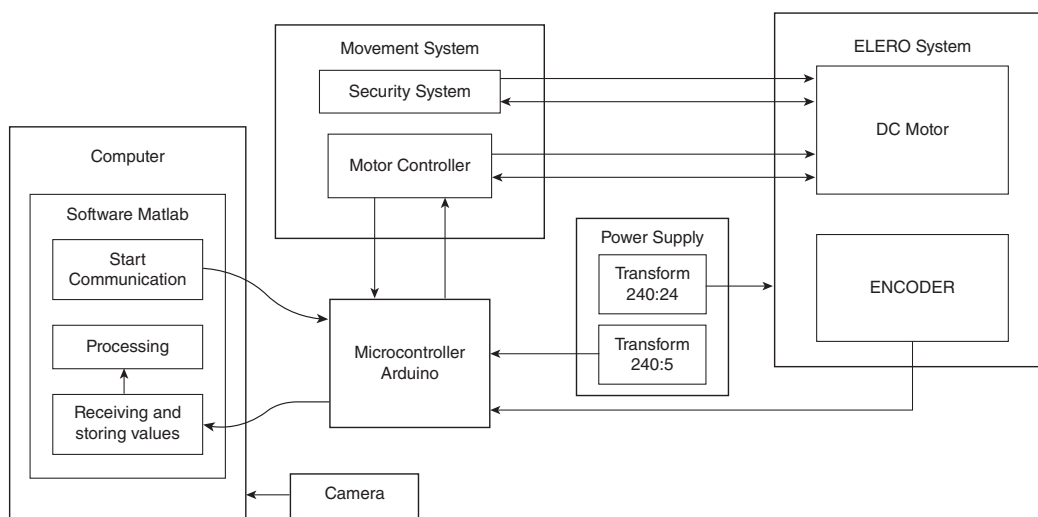 Movement System
Security System
Motor Controller
ELERO System
DC Motor
ENCODER
Computer
Software Matlab
Start
Communication
Processing
Receiving and
storing values
Microcontroller
Arduino
Power Supply
Transform
240:24
Transform
240:5
Camera